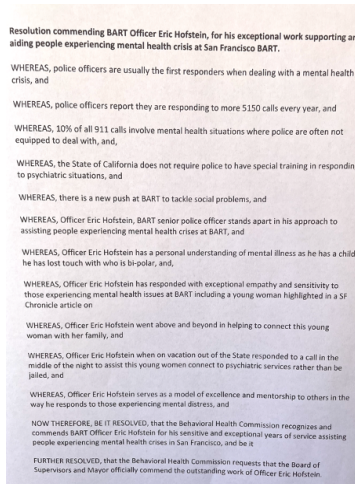 Resolution commending BART Officer Eric Hofstein, for his exceptional work supporting
aiding people experiencing mental health crisis at San Francisco BART.
WHEREAS, police officers are usually the first responders when dealing with a mental health
crisis, and
WHEREAS, police officers report they are responding to more 5150 calls every year, and
WHEREAS, 10% of all 911 calls involve mental health situations where police are often not
equipped to deal with, and,
WHEREAS, the State of California does not require police to have special training in respondin
to psychiatric situations, and
WHEREAS, there is a new push at BART to tackle social problems, and
WHEREAS, Officer Eric Hofstein, BART senior police officer stands apart in his approach to
assisting people experiencing mental health crises at BART, and
WHEREAS, Officer Eric Hofstein has a personal understanding of mental illness as he has a child
he has lost touch with who is bi-polar, and,
WHEREAS, Officer Eric Hofstein has responded with exceptional empathy and sensitivity to
those experiencing mental health issues at BART including a young woman highlighted in a SF
Chronicle article on
WHEREAS, Officer Eric Hofstein went above and beyond in helping to connect this young
woman with her family, and
WHEREAS, Officer Eric Hofstein when on vacation out of the State responded to a call in the
middle of the night to assist this young women connect to psychiatric services rather than be
jailed, and
WHEREAS, Officer Eric Hofstein serves as a model of excellence and mentorship to others in the
way he responds to those experiencing mental distress, and
NOW THEREFORE, BE IT RESOLVED, that the Behavioral Health Commission recognizes and
commends BART Officer Eric Hofstein for his sensitive and exceptional years of service assisting
people experiencing mental health crises in San Francisco, and be it
FURTHER RESOLVED, that the Behavioral Health Commission requests that the Board of
Supervisors and Mayor officially commend the outstanding work of Officer Eric Hofstein.